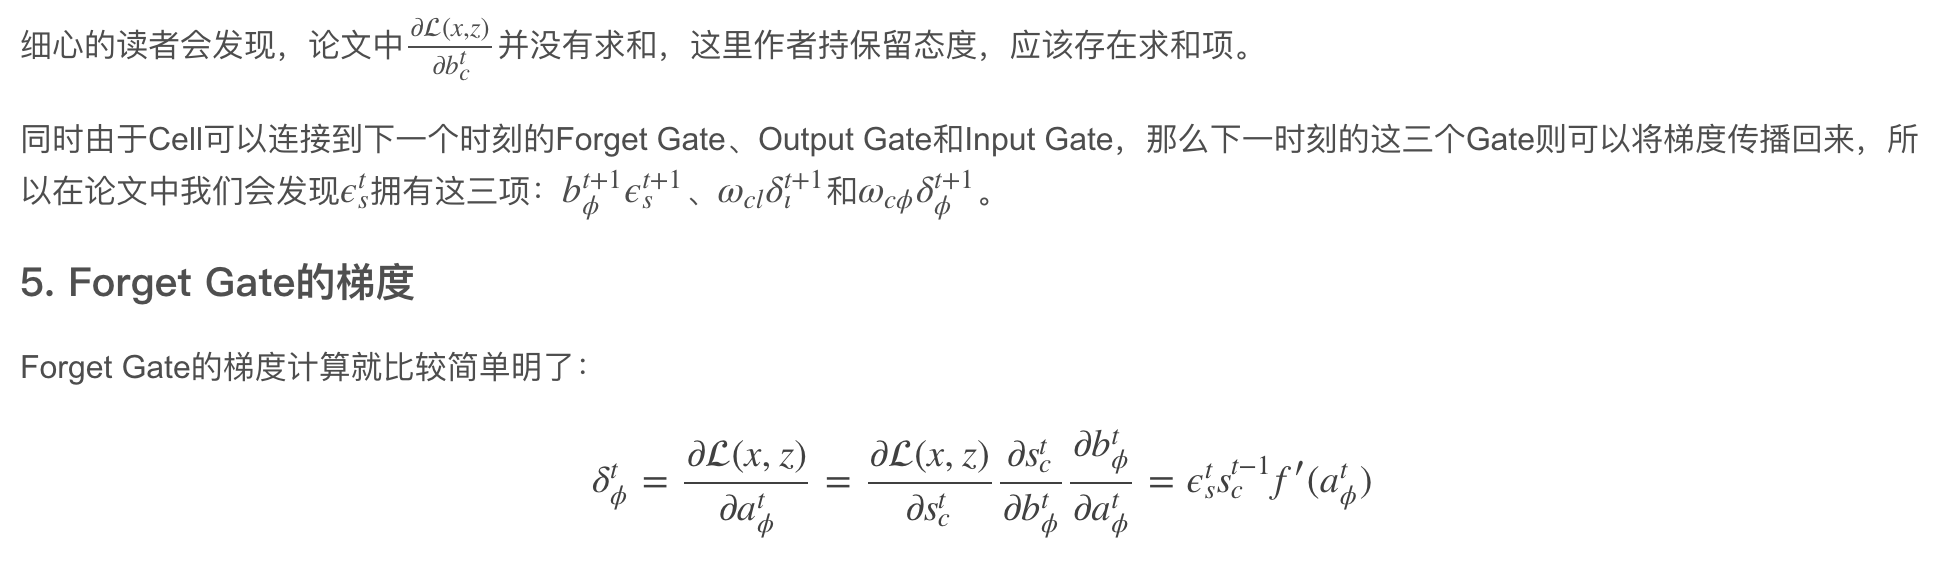 细心的读者会发现，论文中$\frac{\partial \mathcal{L}(x,z)}{\partial b_c^t}$并没有求和，这里作者持保留态度，应该存在求和项。
同时由于Cell可以连接到下一个时刻的Forget Gate、Output Gate和Input Gate，那么下一时刻的这三个Gate则可以将梯度传播回来，所
以在论文中我们会发现$\epsilon_s^t$拥有这三项：$b_\phi^{t+1}\epsilon_s^{t+1}$、$\omega_{cl}\delta_\iota^{t+1}$和$\omega_{c\phi}\delta_\phi^{t+1}$。
5. Forget Gate的梯度
Forget Gate的梯度计算就比较简单明了：
$\delta_\phi^t = \frac{\partial \mathcal{L}(x,z)}{\partial a_\phi^t} = \frac{\partial \mathcal{L}(x,z)}{\partial s_c^t}\frac{\partial s_c^t}{\partial b_\phi^t}\frac{\partial b_\phi^t}{\partial a_\phi^t} = \epsilon_s^t s_c^{t-1} f'(a_\phi^t)$